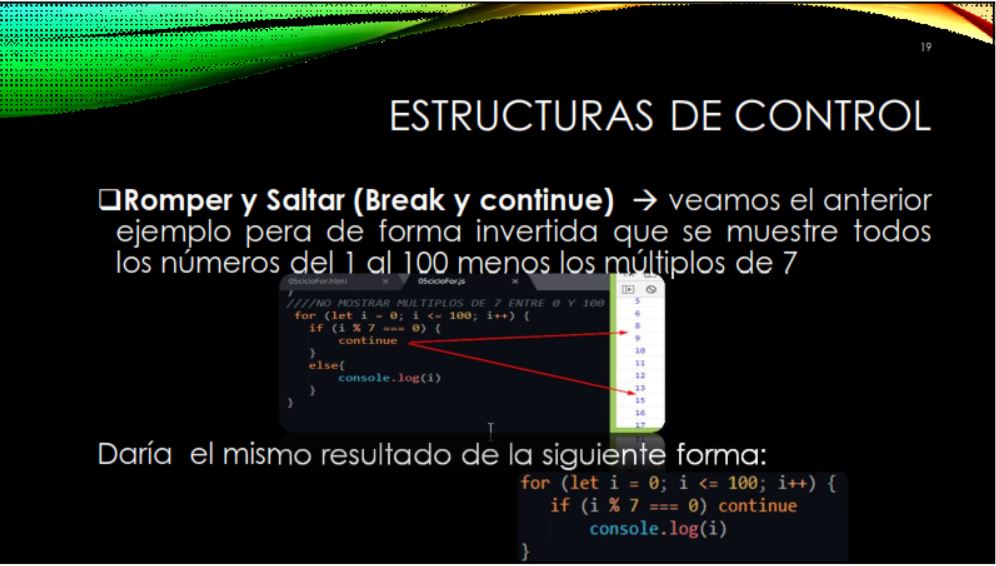 19
ESTRUCTURAS DE CONTROL
❑Romper y Saltar (Break y continue) → veamos el anterior
ejemplo pera de forma invertida que se muestre todos
los números del 1 al 100 menos los múltiplos de 7
05cicloFor.html × 05cicloFor.js ×
}
////NO MOSTRAR MULTIPLOS DE 7 ENTRE 0 Y 100
for (let i = 0; i <= 100; i++) {
if (i % 7 === 0) {
continue
}
else{
console.log(i)
}
}
5
6
8
9
10
11
12
13
15
16
17
Daría el mismo resultado de la siguiente forma:
for (let i = 0; i <= 100; i++) {
if (i % 7 === 0) continue
console.log(i)
}